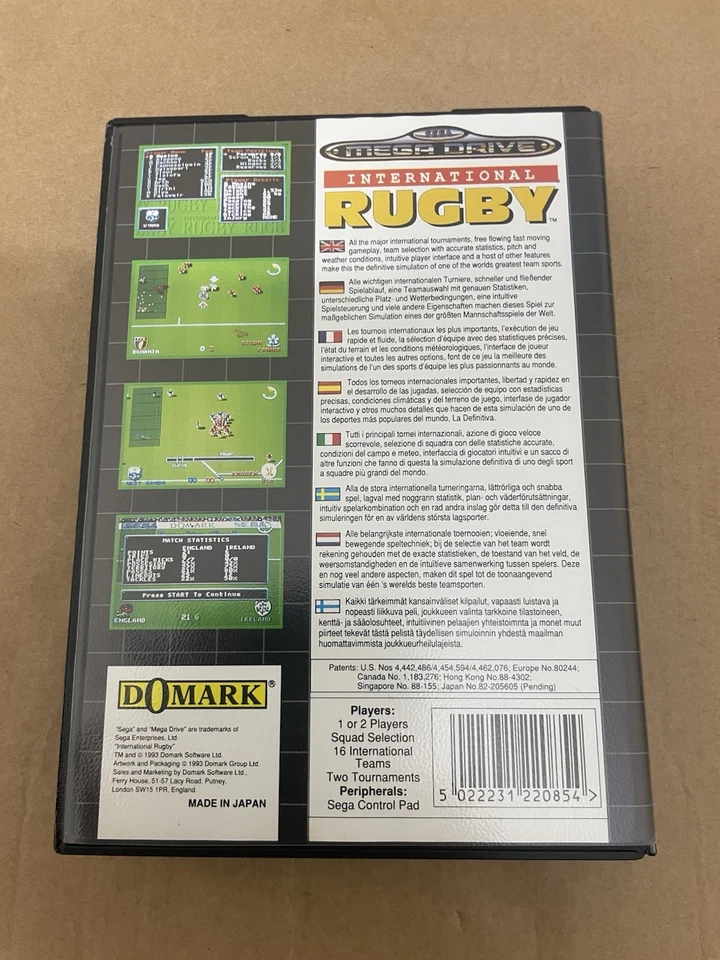 SEGA
MEGA DRIVE
INTERNATIONAL
RUGBY™
All the major international tournaments, free flowing fast moving
gameplay, team selection with accurate statistics, pitch and
weather conditions, intuitive player interface and a host of other features
make this the definitive simulation of one of the worlds greatest team sports.
Alle wichtigen internationalen Turniere, schneller und fließender
Spielablauf, eine Teamauswahl mit genauen Statistiken,
unterschiedliche Platz- und Wetterbedingungen, eine intuitive
Spielsteuerung und viele andere Eigenschaften machen dieses Spiel zur
maßgeblichen Simulation eines der größten Mannschaftsspiele der Welt.
Les tournois internationaux les plus importants, l'exécution de jeu
rapide et fluide, la sélection d'équipe avec des statistiques précises,
l'état du terrain et les conditions météorologiques, l'interface de joueur
interactive et toutes les autres options, font de ce jeu la meilleure des
simulations de l'un des sports d'équipe les plus passionnants au monde.
Todos los torneos internacionales importantes, libertad y rapidez en
el desarrollo de las jugadas, selección de equipo con estadísticas
precisas, condiciones climáticas y del terreno de juego, interfase de jugador
interactivo y otros muchos detalles que hacen de esta simulación de uno de
los deportes más populares del mundo, La Definitiva.
Tutti i principali tornei internazionali, azione di gioco veloce
scorrevole, selezione di squadra con delle statistiche accurate,
condizioni del campo e meteo, interfaccia di giocatori intuitivi e un sacco di
altre funzioni che fanno di questa la simulazione definitiva di uno degli sport
a squadre più grandi del mondo.
Alla de stora internationella turneringarna, lättrörliga och snabba
spel, lagval med noggrann statistik, plan- och väderförutsättningar,
intuitiv spelarkombination och en rad andra inslag gör detta till den definitiva
simuleringen för en av världens största lagsporter.
Alle belangrijkste internationale toernooien; vloeiende, snel
bewegende speltechniek; bij de selectie van het team wordt
rekening gehouden met de exacte statistieken, de toestand van het veld, de
weersomstandigheden en de intuitieve samenwerking tussen spelers. Deze
en nog veel andere aspecten, maken dit spel tot de toonaangevend
simulatie van één 's werelds beste teamsporten.
Kaikki tärkeimmät kansainväliset kilpailut, vapaasti luistava ja
nopeasti liikkuva peli, joukkueen valinta tarkkoine tilastoineen,
kenttä- ja sääolosuhteet, intuitiivinen pelaajien yhteistoiminta ja monet muut
piirteet tekevät tästä pelistä täydellisen simuloinnin yhdestä maailman
huomattavimmista joukkueurheilulajeista.
Patents: U.S. Nos 4,442,486/4,454,594/4,462,076; Europe No.80244;
Canada No. 1,183,276; Hong Kong No.88-4302;
Singapore No. 88-155; Japan No.82-205605 (Pending)
Players:
1 or 2 Players
Squad Selection
16 International
Teams
Two Tournaments
Peripherals:
Sega Control Pad
5 022231 220854 >
ROMANIA
CANADA
DOMARK
MATCH STATISTICS
ENGLAND IRELAND
POINTS
Press START To Continue
ENGLAND 21 6 IRELAND
DOMARK®
"Sega" and "Mega Drive" are trademarks of
Sega Enterprises, Ltd.
"International Rugby"
TM and © 1993 Domark Software Ltd.
Artwork and Packaging © 1993 Domark Group Ltd.
Sales and Marketing by Domark Software Ltd.,
Ferry House, 51-57 Lacy Road, Putney,
London SW15 1PR, England.
MADE IN JAPAN